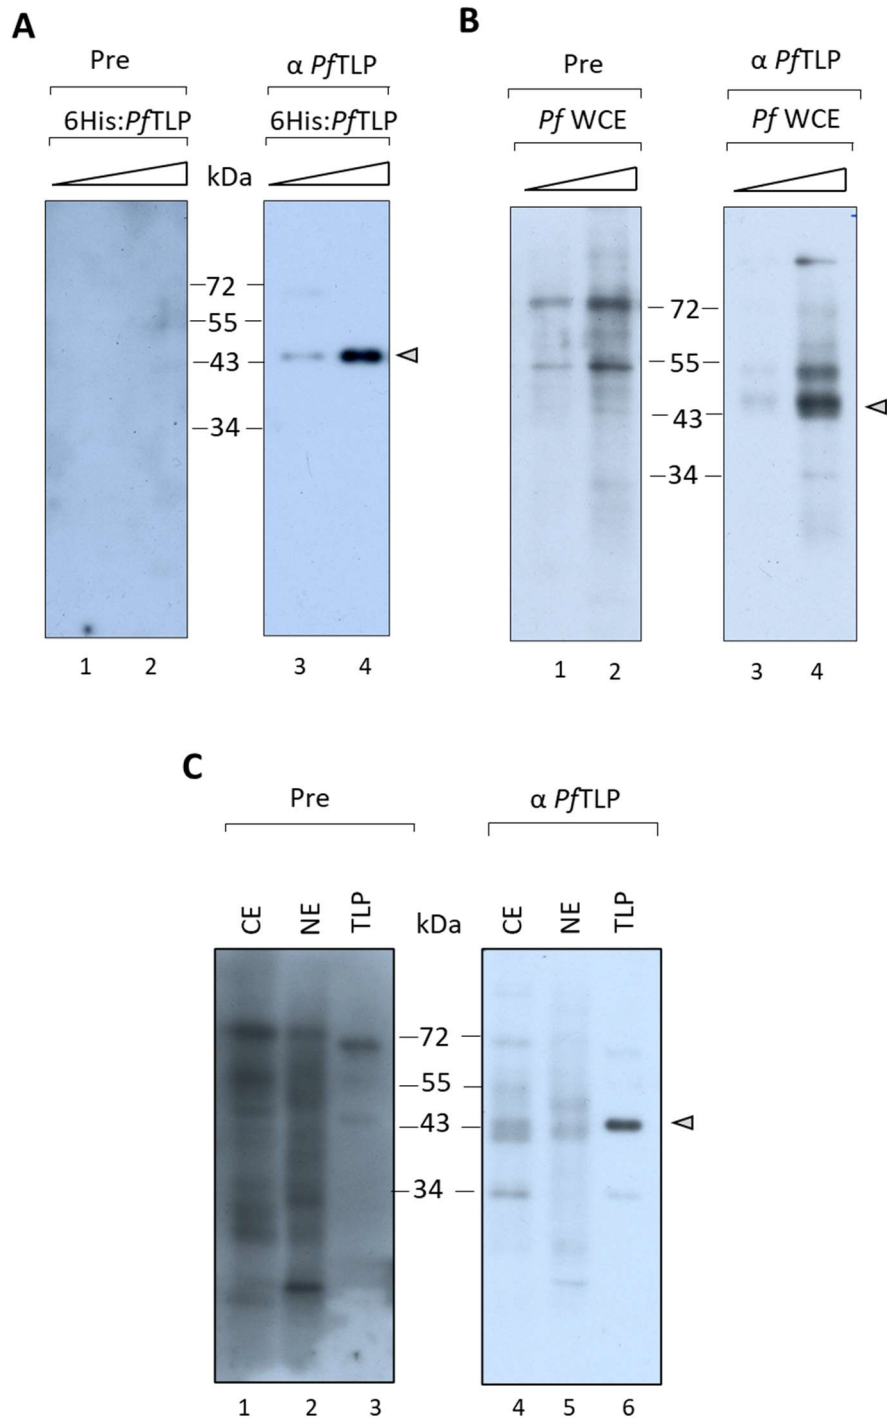 A
Pre
α PfTLP
6His:PfTLP
6His:PfTLP
kDa
72
55
43
34
1 2 3 4
B
Pre
α PfTLP
Pf WCE
Pf WCE
72
55
43
34
1 2 3 4
C
Pre
α PfTLP
CE NE TLP kDa CE NE TLP
72
55
43
34
1 2 3 4 5 6